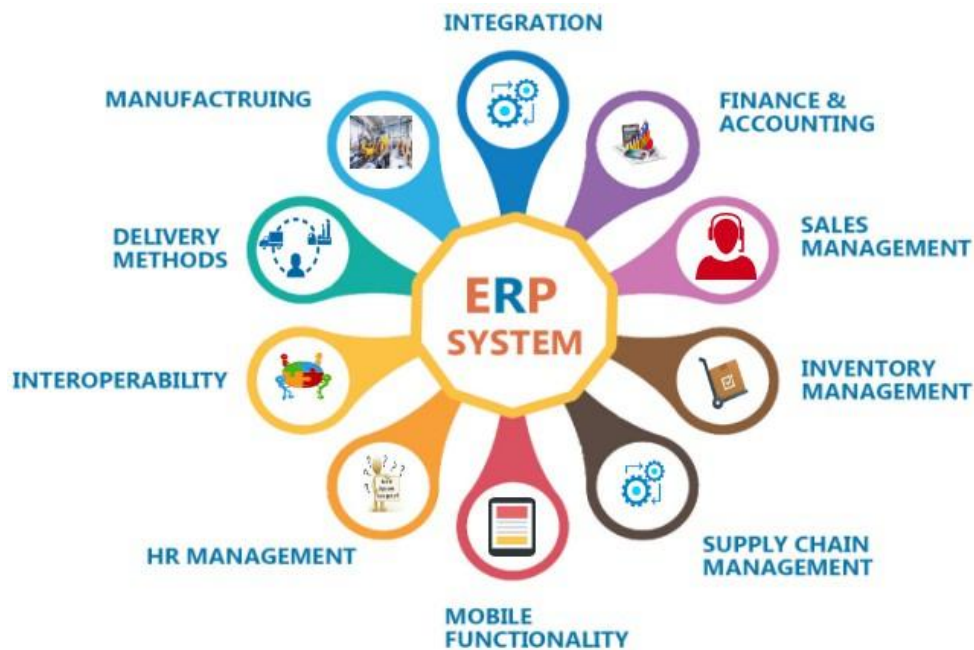 INTEGRATION
MANUFACTRUING
FINANCE &
ACCOUNTING
DELIVERY
METHODS
SALES
MANAGEMENT
ERP
SYSTEM
INTEROPERABILITY
INVENTORY
MANAGEMENT
HR MANAGEMENT
SUPPLY CHAIN
MANAGEMENT
MOBILE
FUNCTIONALITY